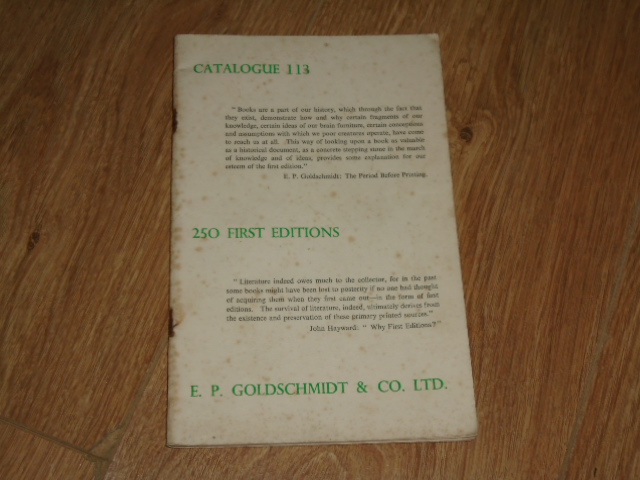 CATALOGUE 113
"Books are a part of our history, which through the fact that
they exist, demonstrate how and why certain fragments of our
knowledge, certain ideas of our brain furniture, certain conceptions
and assumptions with which we poor creatures operate, have come
to reach us at all. This way of looking upon a book as valuable
as a historical document, as a concrete stepping stone in the march
of knowledge and of ideas, provides some explanation for our
esteem of the first edition."
E. P. Goldschmidt: The Period Before Printing.
250 FIRST EDITIONS
"Literature indeed owes much to the collector, for in the past
some books might have been lost to posterity if no one had thought
of acquiring them when they first came out—in the form of first
editions. The survival of literature, indeed, ultimately derives from
the existence and preservation of these primary printed sources."
John Hayward: "Why First Editions?"
E. P. GOLDSCHMIDT & CO. LTD.